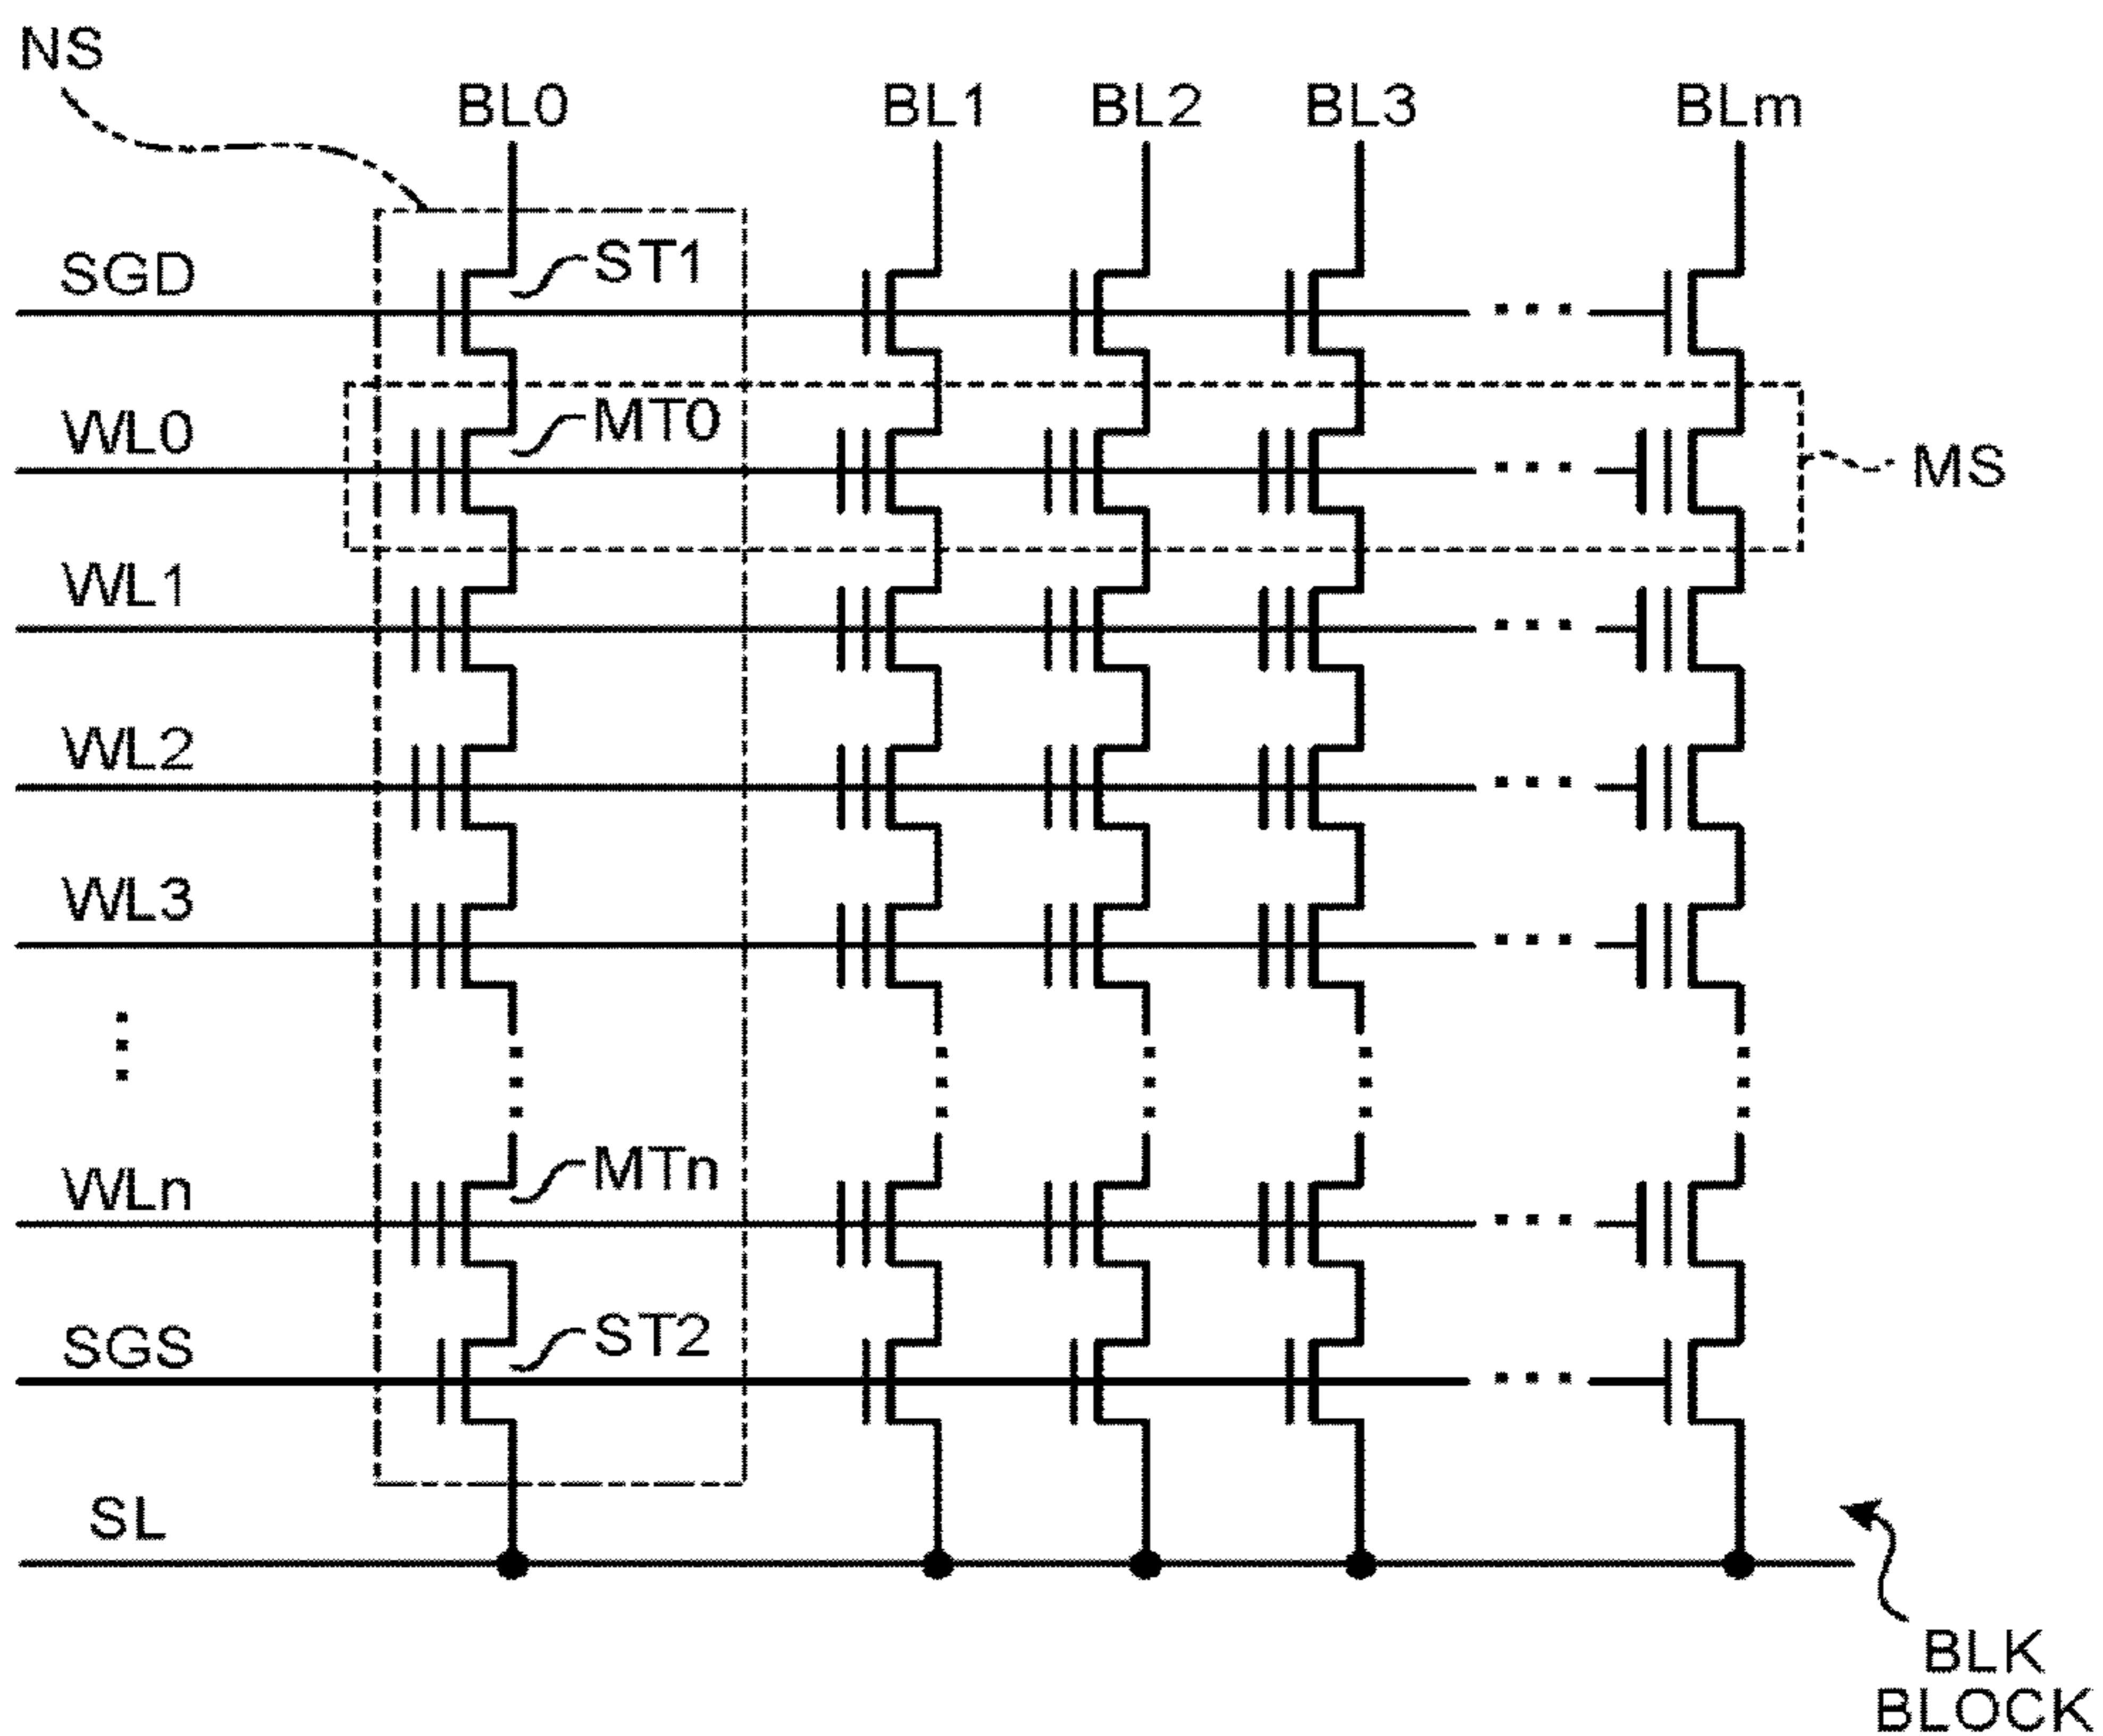 NS
BL0 BL1 BL2 BL3 BLm
SGD
ST1
WL0
MT0
MS
WL1
WL2
WL3
WLn
MTn
SGS
ST2
SL
BLK
BLOCK